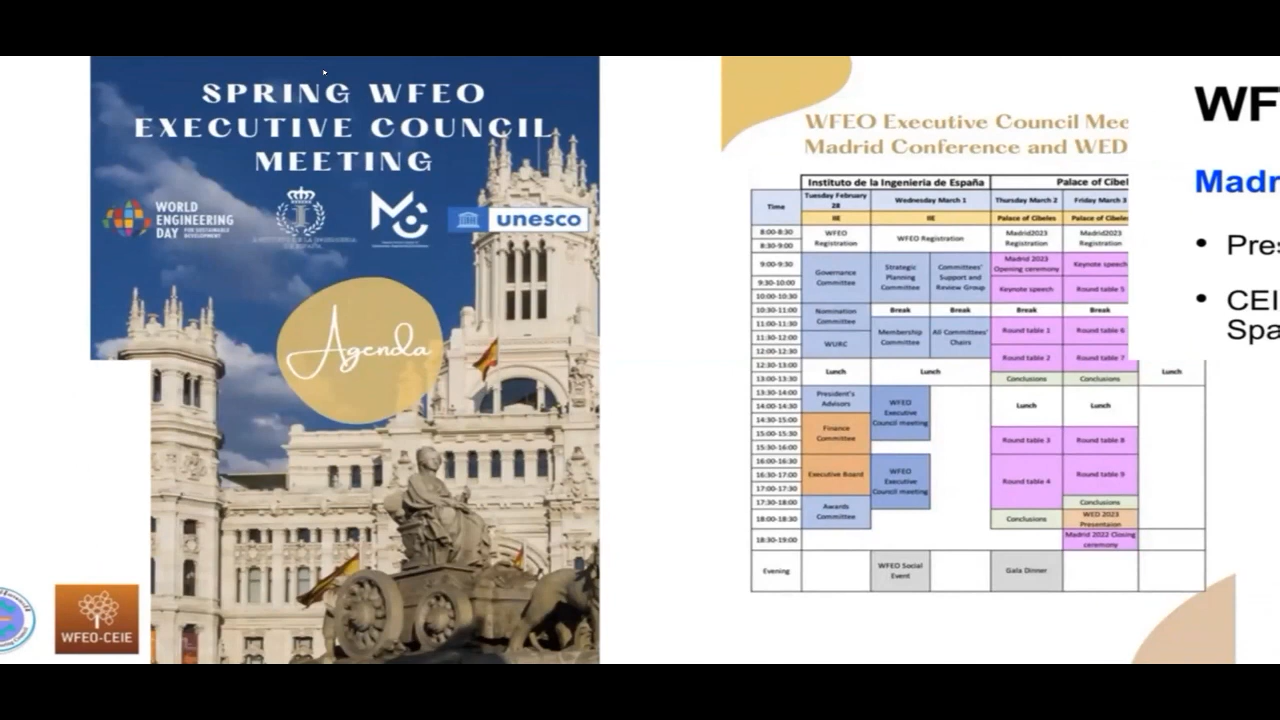 SPRING WFEO
EXECUTIVE COUNCIL
MEETING
WORLD
ENGINEERING
DAY
FOR SUSTAINABLE
DEVELOPMENT
unesco
Agenda
WFEO-CEIE
WFEO Executive Council Mee
Madrid Conference and WED
Instituto de la Ingenieria de España
Palace of Cibel
Time
Tuesday February
28
Wednesday March 1
Thursday March 2
Friday March 3
IIE
IIE
Palace of Cibeles
Palace of Cibele
8:00-8:30
8:30-9:00
WFEO
Registration
WFEO Registration
Madrid2023
Registration
Madrid2023
Registration
9:00-9:30
9:30-10:00
10:00-10:30
Governance
Committee
Strategic
Planning
Committee
Committees'
Support and
Review Group
Madrid 2023
Opening ceremony
Keynote speech
Keynote speech
Round table 5
10:30-11:00
Break
Break
Break
Break
11:00-11:30
11:30-12:00
12:00-12:30
Nomination
Committee
WURC
Membership
Committee
All Committees'
Chairs
Round table 1
Round table 2
Round table 6
Round table 7
12:30-13:00
13:00-13:30
Lunch
Lunch
Conclusions
Conclusions
Lunch
13:30-14:00
14:00-14:30
President's
Advisors
WFEO
Executive
Council meeting
Lunch
Lunch
14:30-15:00
15:00-15:30
15:30-16:00
Finance
Committee
Round table 3
Round table 8
16:00-16:30
16:30-17:00
17:00-17:30
Executive Board
WFEO
Executive
Council meeting
Round table 4
Round table 9
17:30-18:00
18:00-18:30
Awards
Committee
Conclusions
Conclusions
WED 2023
Presentaion
18:30-19:00
Madrid 2022 Closing
ceremony
Evening
WFEO Social
Event
Gala Dinner
WF
Madr
• Pres
• CEI
Spa